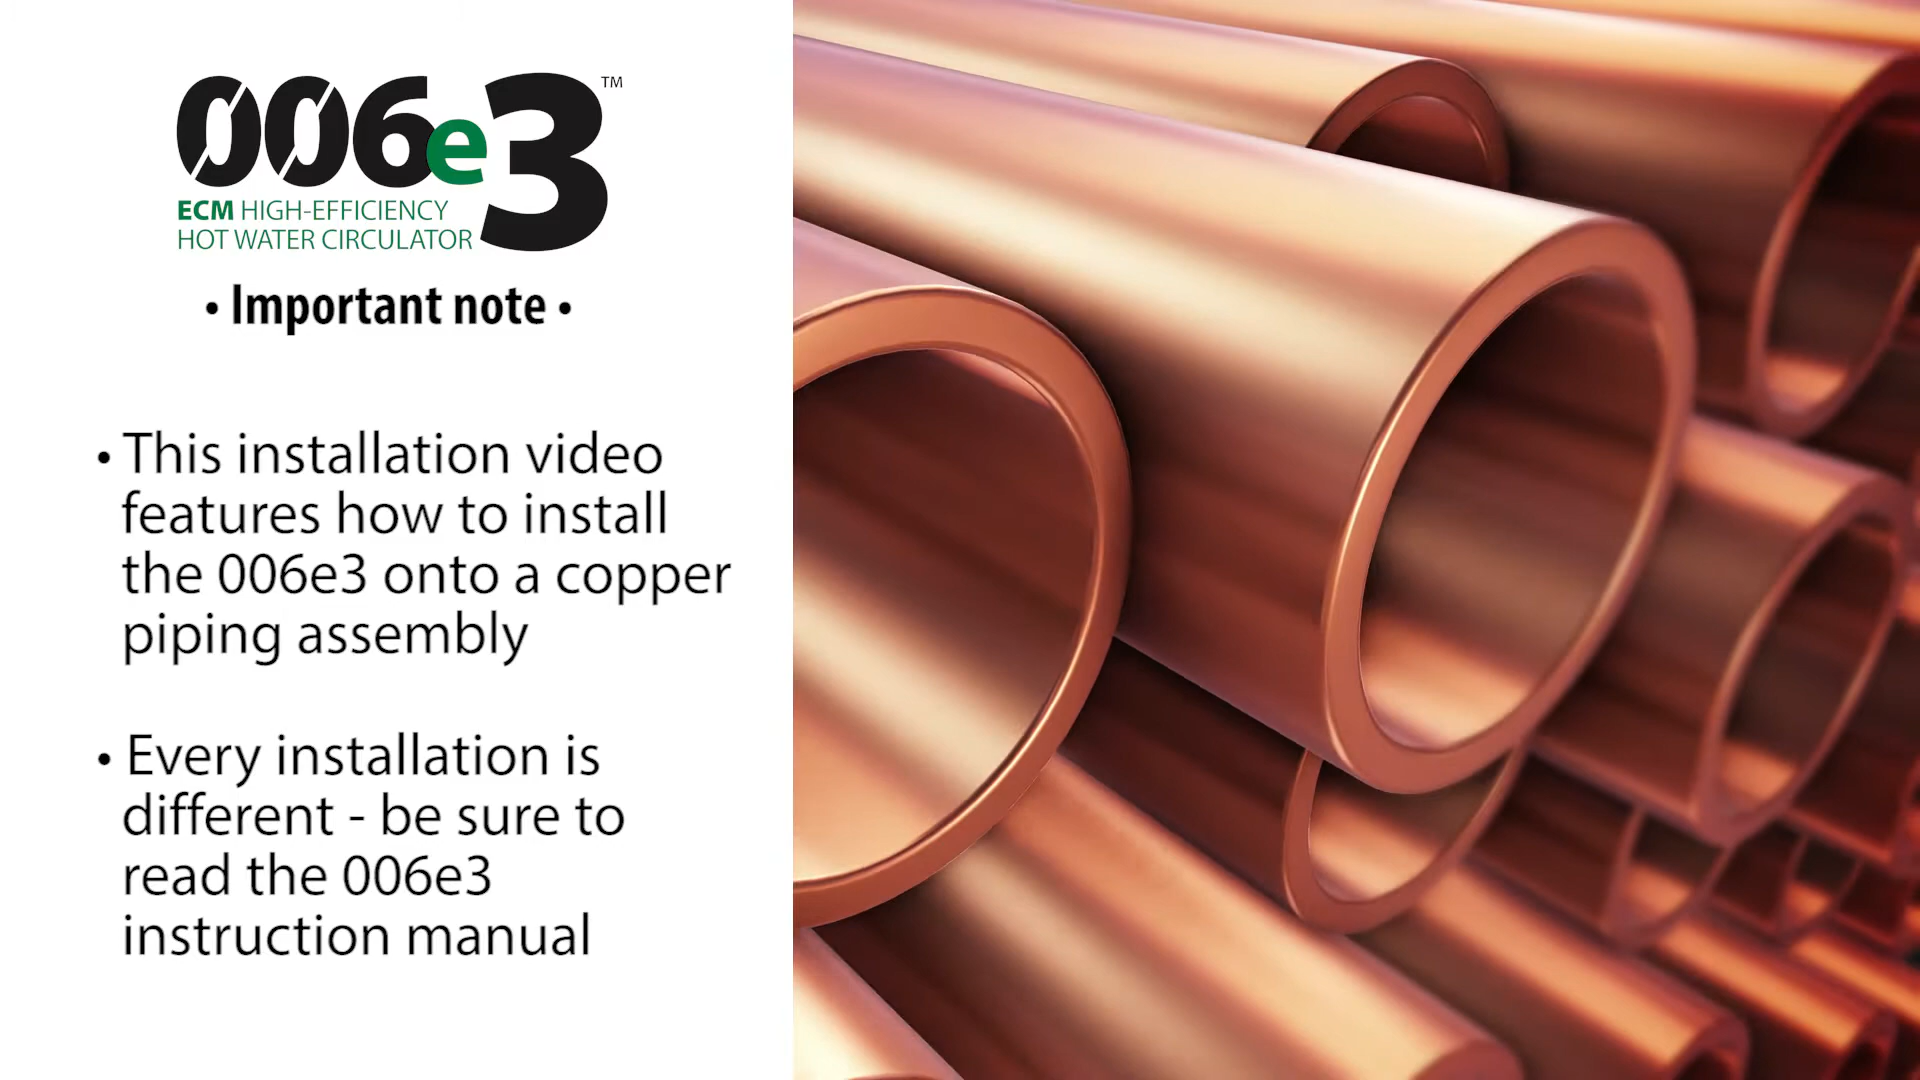 006e3™
ECM HIGH-EFFICIENCY
HOT WATER CIRCULATOR
• Important note •
• This installation video
features how to install
the 006e3 onto a copper
piping assembly
• Every installation is
different - be sure to
read the 006e3
instruction manual